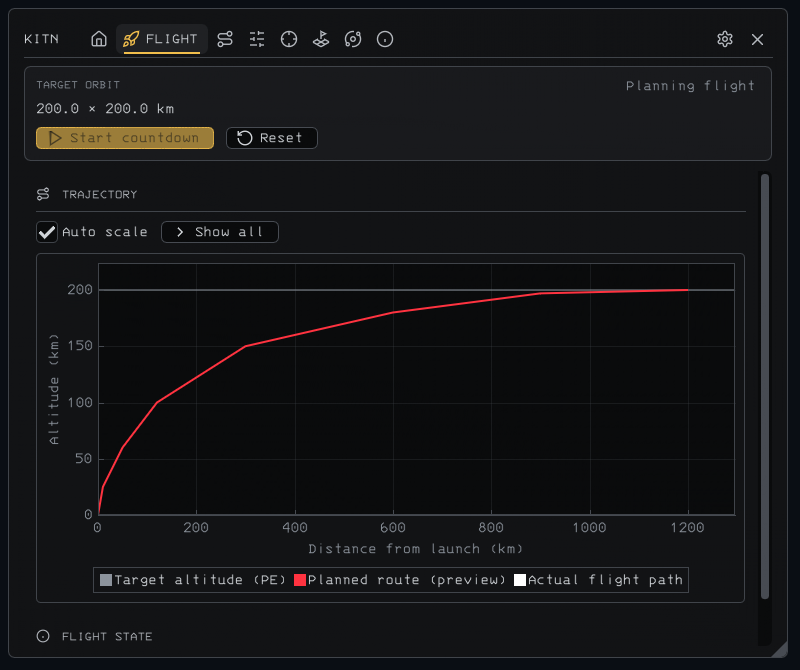 KITN FLIGHT
TARGET ORBIT
Planning flight
200.0 × 200.0 km
Start countdown Reset
TRAJECTORY
Auto scale Show all
200
150
100
50
0
Altitude (km)
0 200 400 600 800 1000 1200
Distance from launch (km)
Target altitude (PE) Planned route (preview) Actual flight path
FLIGHT STATE